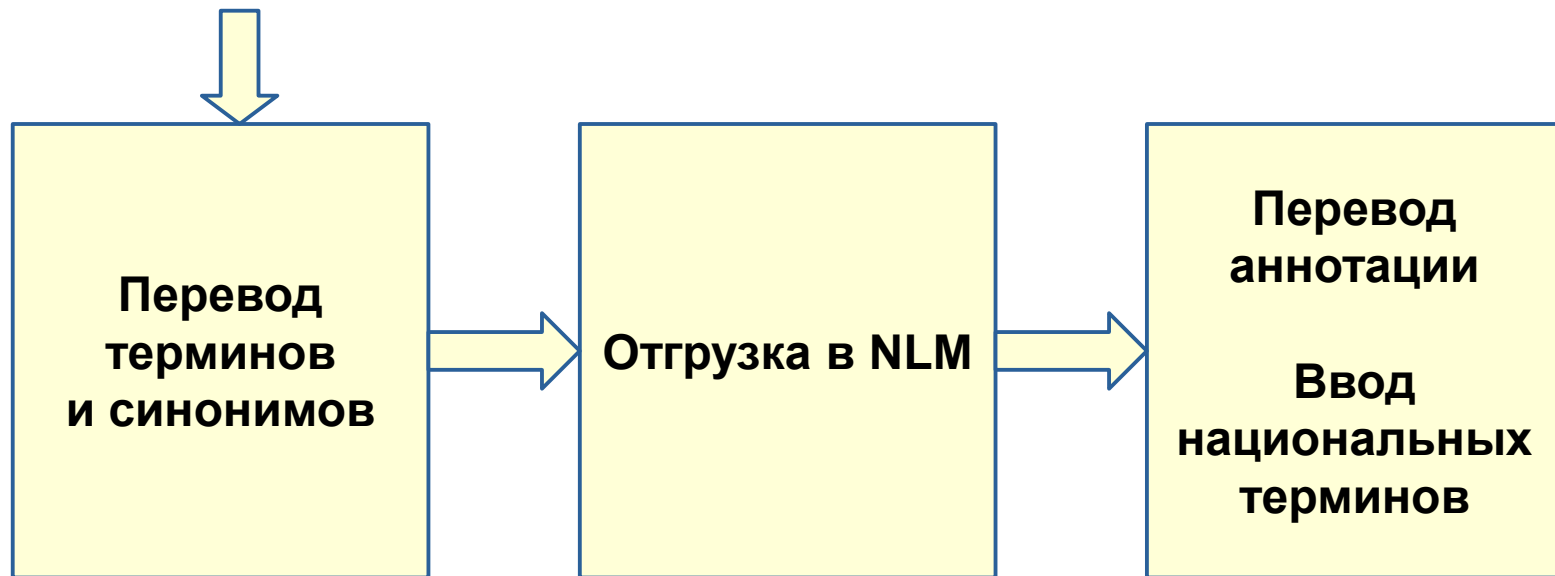 Перевод
терминов
и синонимов
Отгрузка в NLM
Перевод
аннотации
Ввод
национальных
терминов